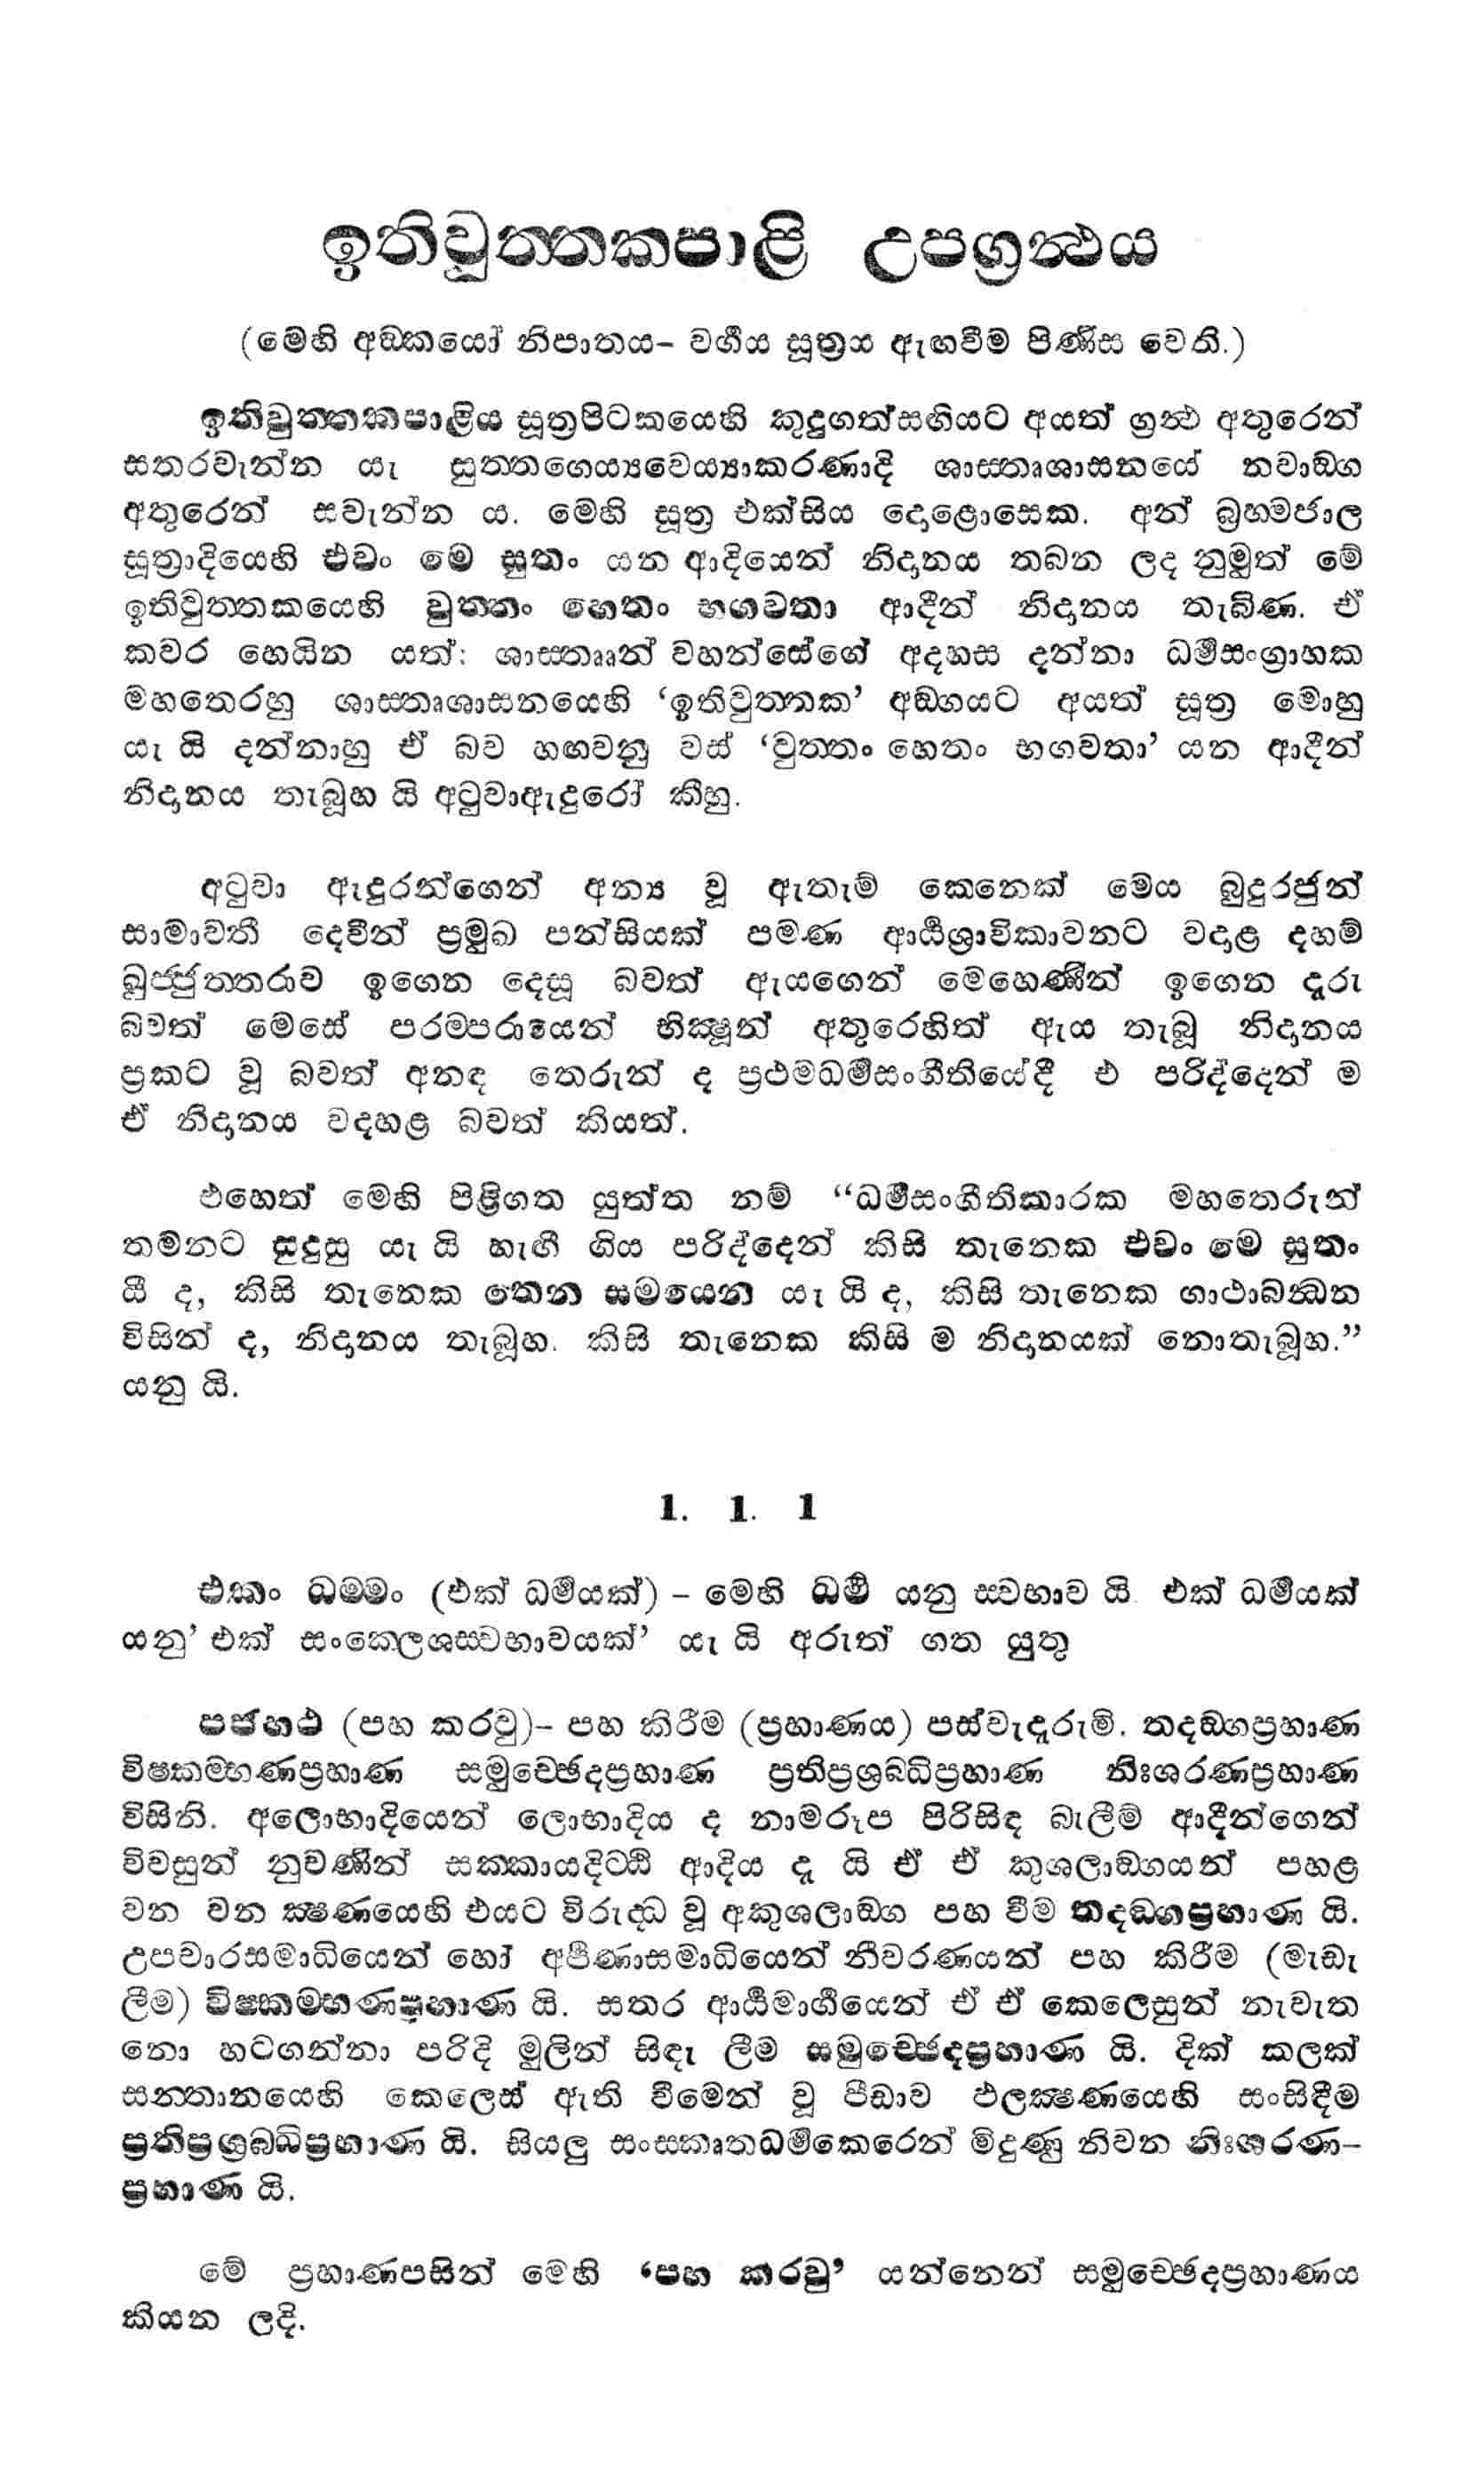 ඉතිවුත්තකපාළි උපග්‍රන්ථය
(මෙහි අඞ්කයෝ නිපාතය- වර්‍ගය සූත්‍රය ඇඟවීම පිණිස වෙති.)
ඉතිවුත්තකපාළිය සූත්‍රපිටකයෙහි කුදුගත්සඟියට අයත් ග්‍රන්ථ අතුරෙන්
සතරවැන්න යැ සුත්තගෙය්‍යවෙය්‍යාකරණාදි ශාස්තෘශාසනයේ නවාඞ්ග
අතුරෙන් සවැන්න ය. මෙහි සූත්‍ර එක්සිය දොළොසෙක. අන් බ්‍රහ්මජාල
සූත්‍රාදියෙහි එවං මෙ සුතං යන ආදියෙන් නිදානය තබන ලද නුමුත් මේ
ඉතිවුත්තකයෙහි වුත්තං හෙතං භගවතා ආදීන් නිදානය තැබිණ. ඒ
කවර හෙයින යත්: ශාස්තෲන් වහන්සේගේ අදහස දන්නා ධර්‍මසංග්‍රාහක
මහතෙරහු ශාස්තෘශාසනයෙහි ‘ඉතිවුත්තක’ අඞ්ගයට අයත් සූත්‍ර මොහු
යැ යි දන්නාහු ඒ බව හඟවනු වස් ‘වුත්තං හෙතං භගවතා’ යන ආදීන්
නිදානය තැබූහ යි අටුවාඇදුරෝ කීහු.
අටුවා ඇදුරන්ගෙන් අන්‍ය වූ ඇතැම් කෙනෙක් මෙය බුදුරජුන්
සාමාවතී දෙවීන් ප්‍රමුඛ පන්සියක් පමණ ආර්‍ය්‍යශ්‍රාවිකාවනට වදාළ දහම්
ඛුජ්ජුත්තරාව ඉගෙන දෙසූ බවත් ඇයගෙන් මෙහෙණීන් ඉගෙන දැරූ
බවත් මෙසේ පරම්පරායෙන් භික්ෂූන් අතුරෙහිත් ඇය තැබූ නිදානය
ප්‍රකට වූ බවත් අනඳ තෙරුන් ද ප්‍රථමධර්‍මසංගීතියේදී එ පරිද්දෙන් ම
ඒ නිදානය වදහළ බවත් කියත්.
එහෙත් මෙහි පිළිගත යුත්ත නම් “ධර්‍මසංගීතිකාරක මහතෙරුන්
තමනට සුදුසු යැ යි හැඟී ගිය පරිද්දෙන් කිසි තැනෙක එවං මෙ සුතං
යී ද, කිසි තැනෙක තෙන සමයෙන යැ යි ද, කිසි තැනෙක ගාථාබන්ධන
විසින් ද, නිදානය තැබූහ. කිසි තැනෙක කිසි ම නිදානයක් නොතැබූහ.”
යනු යි.
1. 1. 1
එකං ධම්මං (එක් ධර්‍මයක්) – මෙහි ධර්‍ම යනු ස්වභාව යි. එක් ධර්‍මයක්
යනු’ එක් සංක්ලෙශස්වභාවයක්’ යැ යි අරුත් ගත යුතු
පජහථ (පහ කරවු)– පහ කිරීම (ප්‍රහාණය) පස්වැදෑරුම්. තදඞ්ගප්‍රහාණ
විෂ්කම්භණප්‍රහාණ සමුච්ඡෙදප්‍රහාණ ප්‍රතිප්‍රශ්‍රබ්ධිප්‍රහාණ නිඃශරණප්‍රහාණ
විසිනි. අලොභාදියෙන් ලොභාදිය ද නාමරූප පිරිසිඳ බැලීම් ආදීන්ගෙන්
විවසුන් නුවණින් සක්කායදිට්ඨි ආදිය දැ යි ඒ ඒ කුශලාඞ්ගයන් පහළ
වන වන ක්ෂණයෙහි එයට විරුද්ධ වූ අකුශලාඞ්ග පහ වීම තදඞ්ගප්‍රහාණ යි.
උපචාරසමාධියෙන් හෝ අර්‍පණාසමාධියෙන් නීවරණයන් පහ කිරීම (මැඬැ
ලීම) විෂ්කම්භණප්‍රහාණ යි. සතර ආර්‍ය්‍යමාර්‍ගයෙන් ඒ ඒ කෙලෙසුන් නැවැත
නො හටගන්නා පරිදි මුලින් සිඳැ ලීම සමුච්ඡෙදප්‍රහාණ යි. දික් කලක්
සන්තානයෙහි කෙලෙස් ඇති වීමෙන් වූ පීඩාව ඵලක්ෂණයෙහි සංසිඳීම
ප්‍රතිප්‍රශ්‍රබ්ධිප්‍රහාණ යි. සියලු සංස්කෘතධර්‍මකෙරෙන් මිදුණු නිවන නිඃශරණ–
ප්‍රහාණ යි.
මේ ප්‍රහාණපසින් මෙහි ‘පහ කරවු’ යන්නෙන් සමුච්ඡෙදප්‍රහාණය
කියන ලදි.